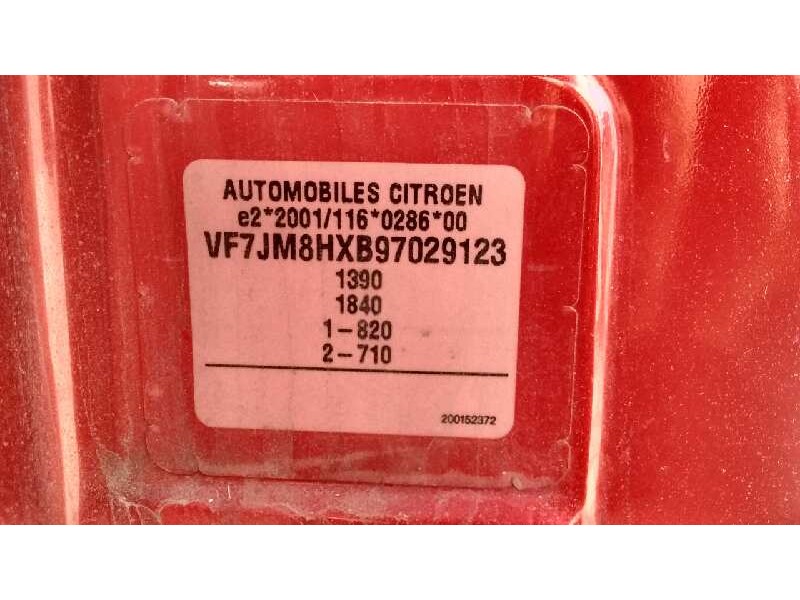 AUTOMOBILES CITROEN
e2*2001/116*0286*00
VF7JM8HXB97029123
1390
1840
1-820
2-710
200152372